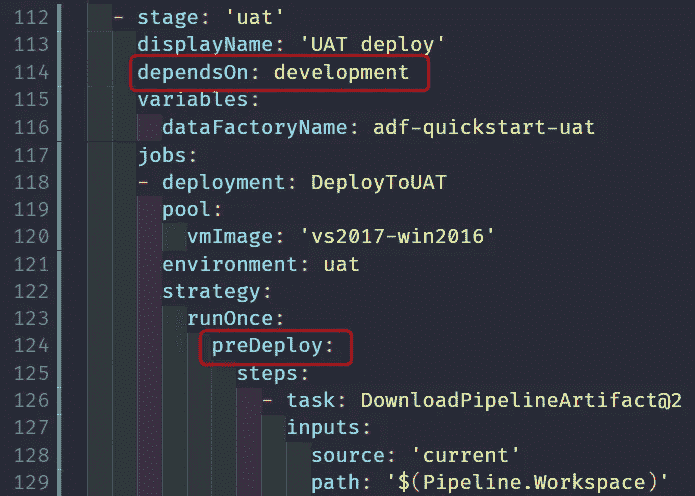 112 - stage: 'uat'
113 displayName: 'UAT deploy'
114 dependsOn: development
115 variables:
116 dataFactoryName: adf-quickstart-uat
117 jobs:
118 - deployment: DeployToUAT
119 pool:
120 vmImage: 'vs2017-win2016'
121 environment: uat
122 strategy:
123 runOnce:
124 preDeploy:
125 steps:
126 - task: DownloadPipelineArtifact@2
127 inputs:
128 source: 'current'
129 path: '$(Pipeline.Workspace)'